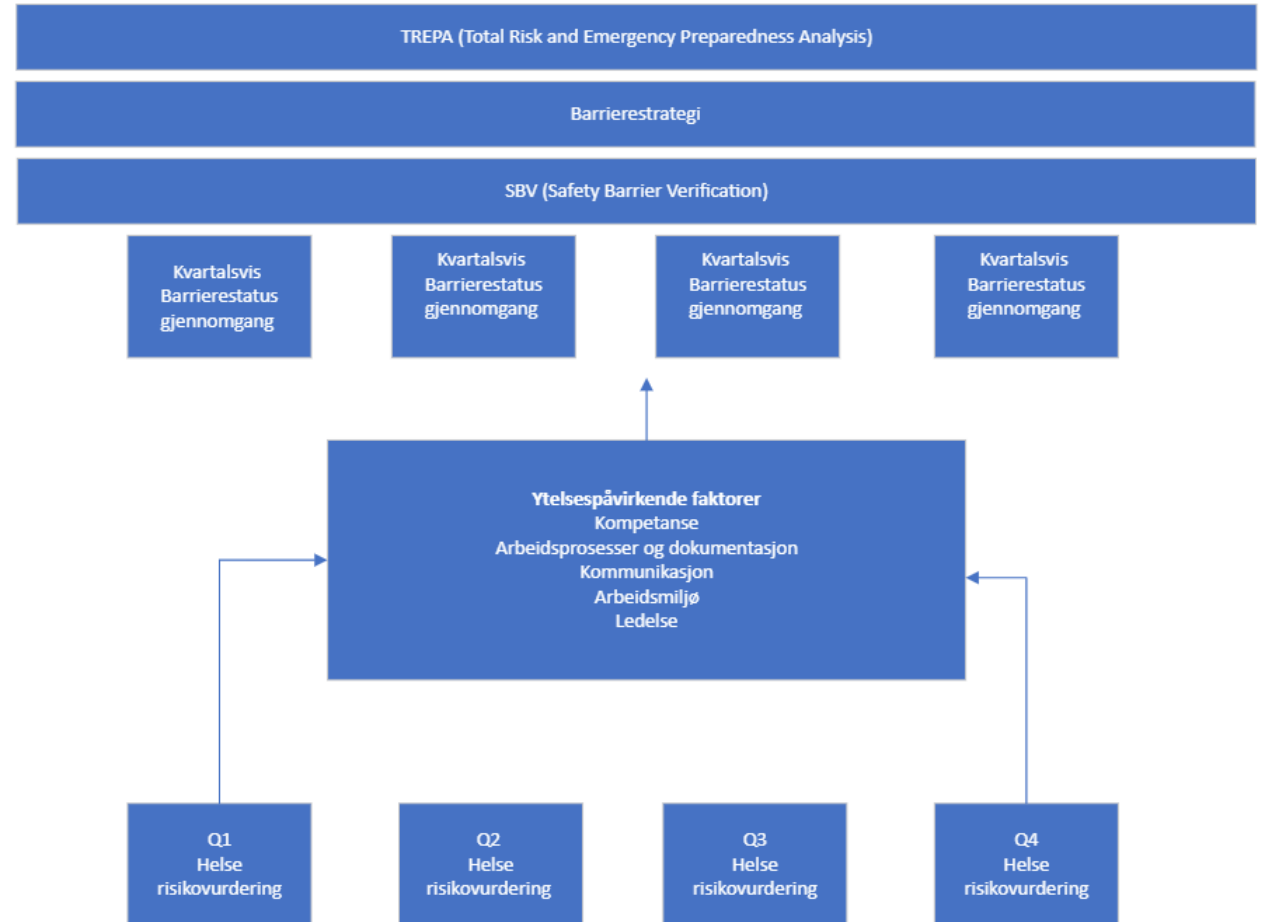 TREPA (Total Risk and Emergency Preparedness Analysis)
Barrierestrategi
SBV (Safety Barrier Verification)
Kvartalsvis
Barrierestatus
gjennomgang
Kvartalsvis
Barrierestatus
gjennomgang
Kvartalsvis
Barrierestatus
gjennomgang
Kvartalsvis
Barrierestatus
gjennomgang
Ytelsespåvirkende faktorer
Kompetanse
Arbeidsprosesser og dokumentasjon
Kommunikasjon
Arbeidsmiljø
Ledelse
Q1
Helse
risikovurdering
Q2
Helse
risikovurdering
Q3
Helse
risikovurdering
Q4
Helse
risikovurdering